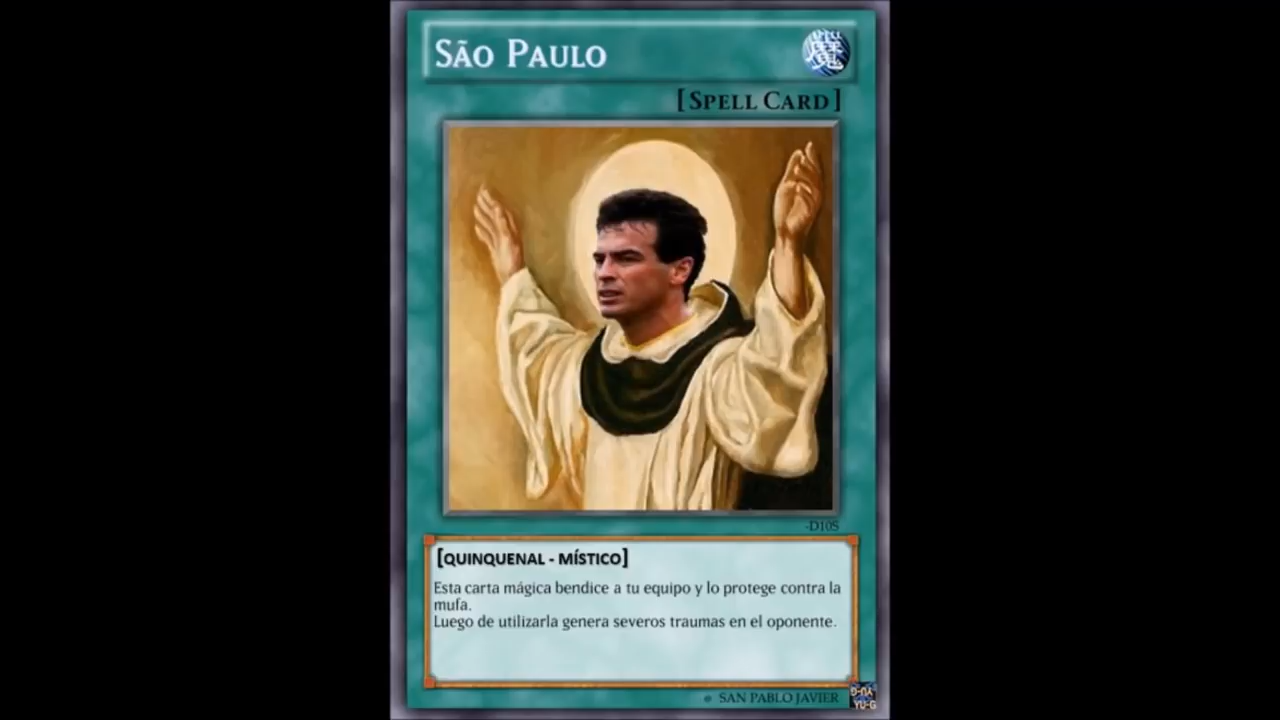 São Paulo
魔
[Spell Card]
-D10S
[QUINQUENAL - MÍSTICO]
Esta carta mágica bendice a tu equipo y lo protege contra la
mufa.
Luego de utilizarla genera severos traumas en el oponente.
SAN PABLO JAVIER